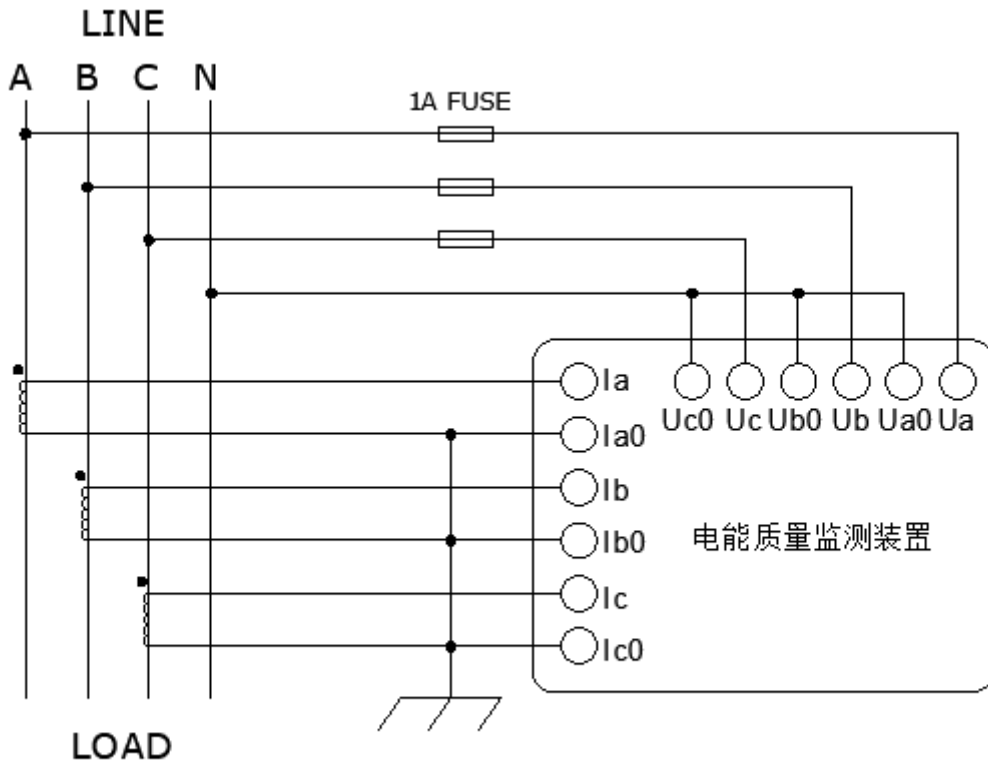 LINE
A B C N
1A FUSE
Ia
Uc0 Uc Ub0 Ub Ua0 Ua
Ia0
Ib
Ib0
电能质量监测装置
Ic
Ic0
LOAD